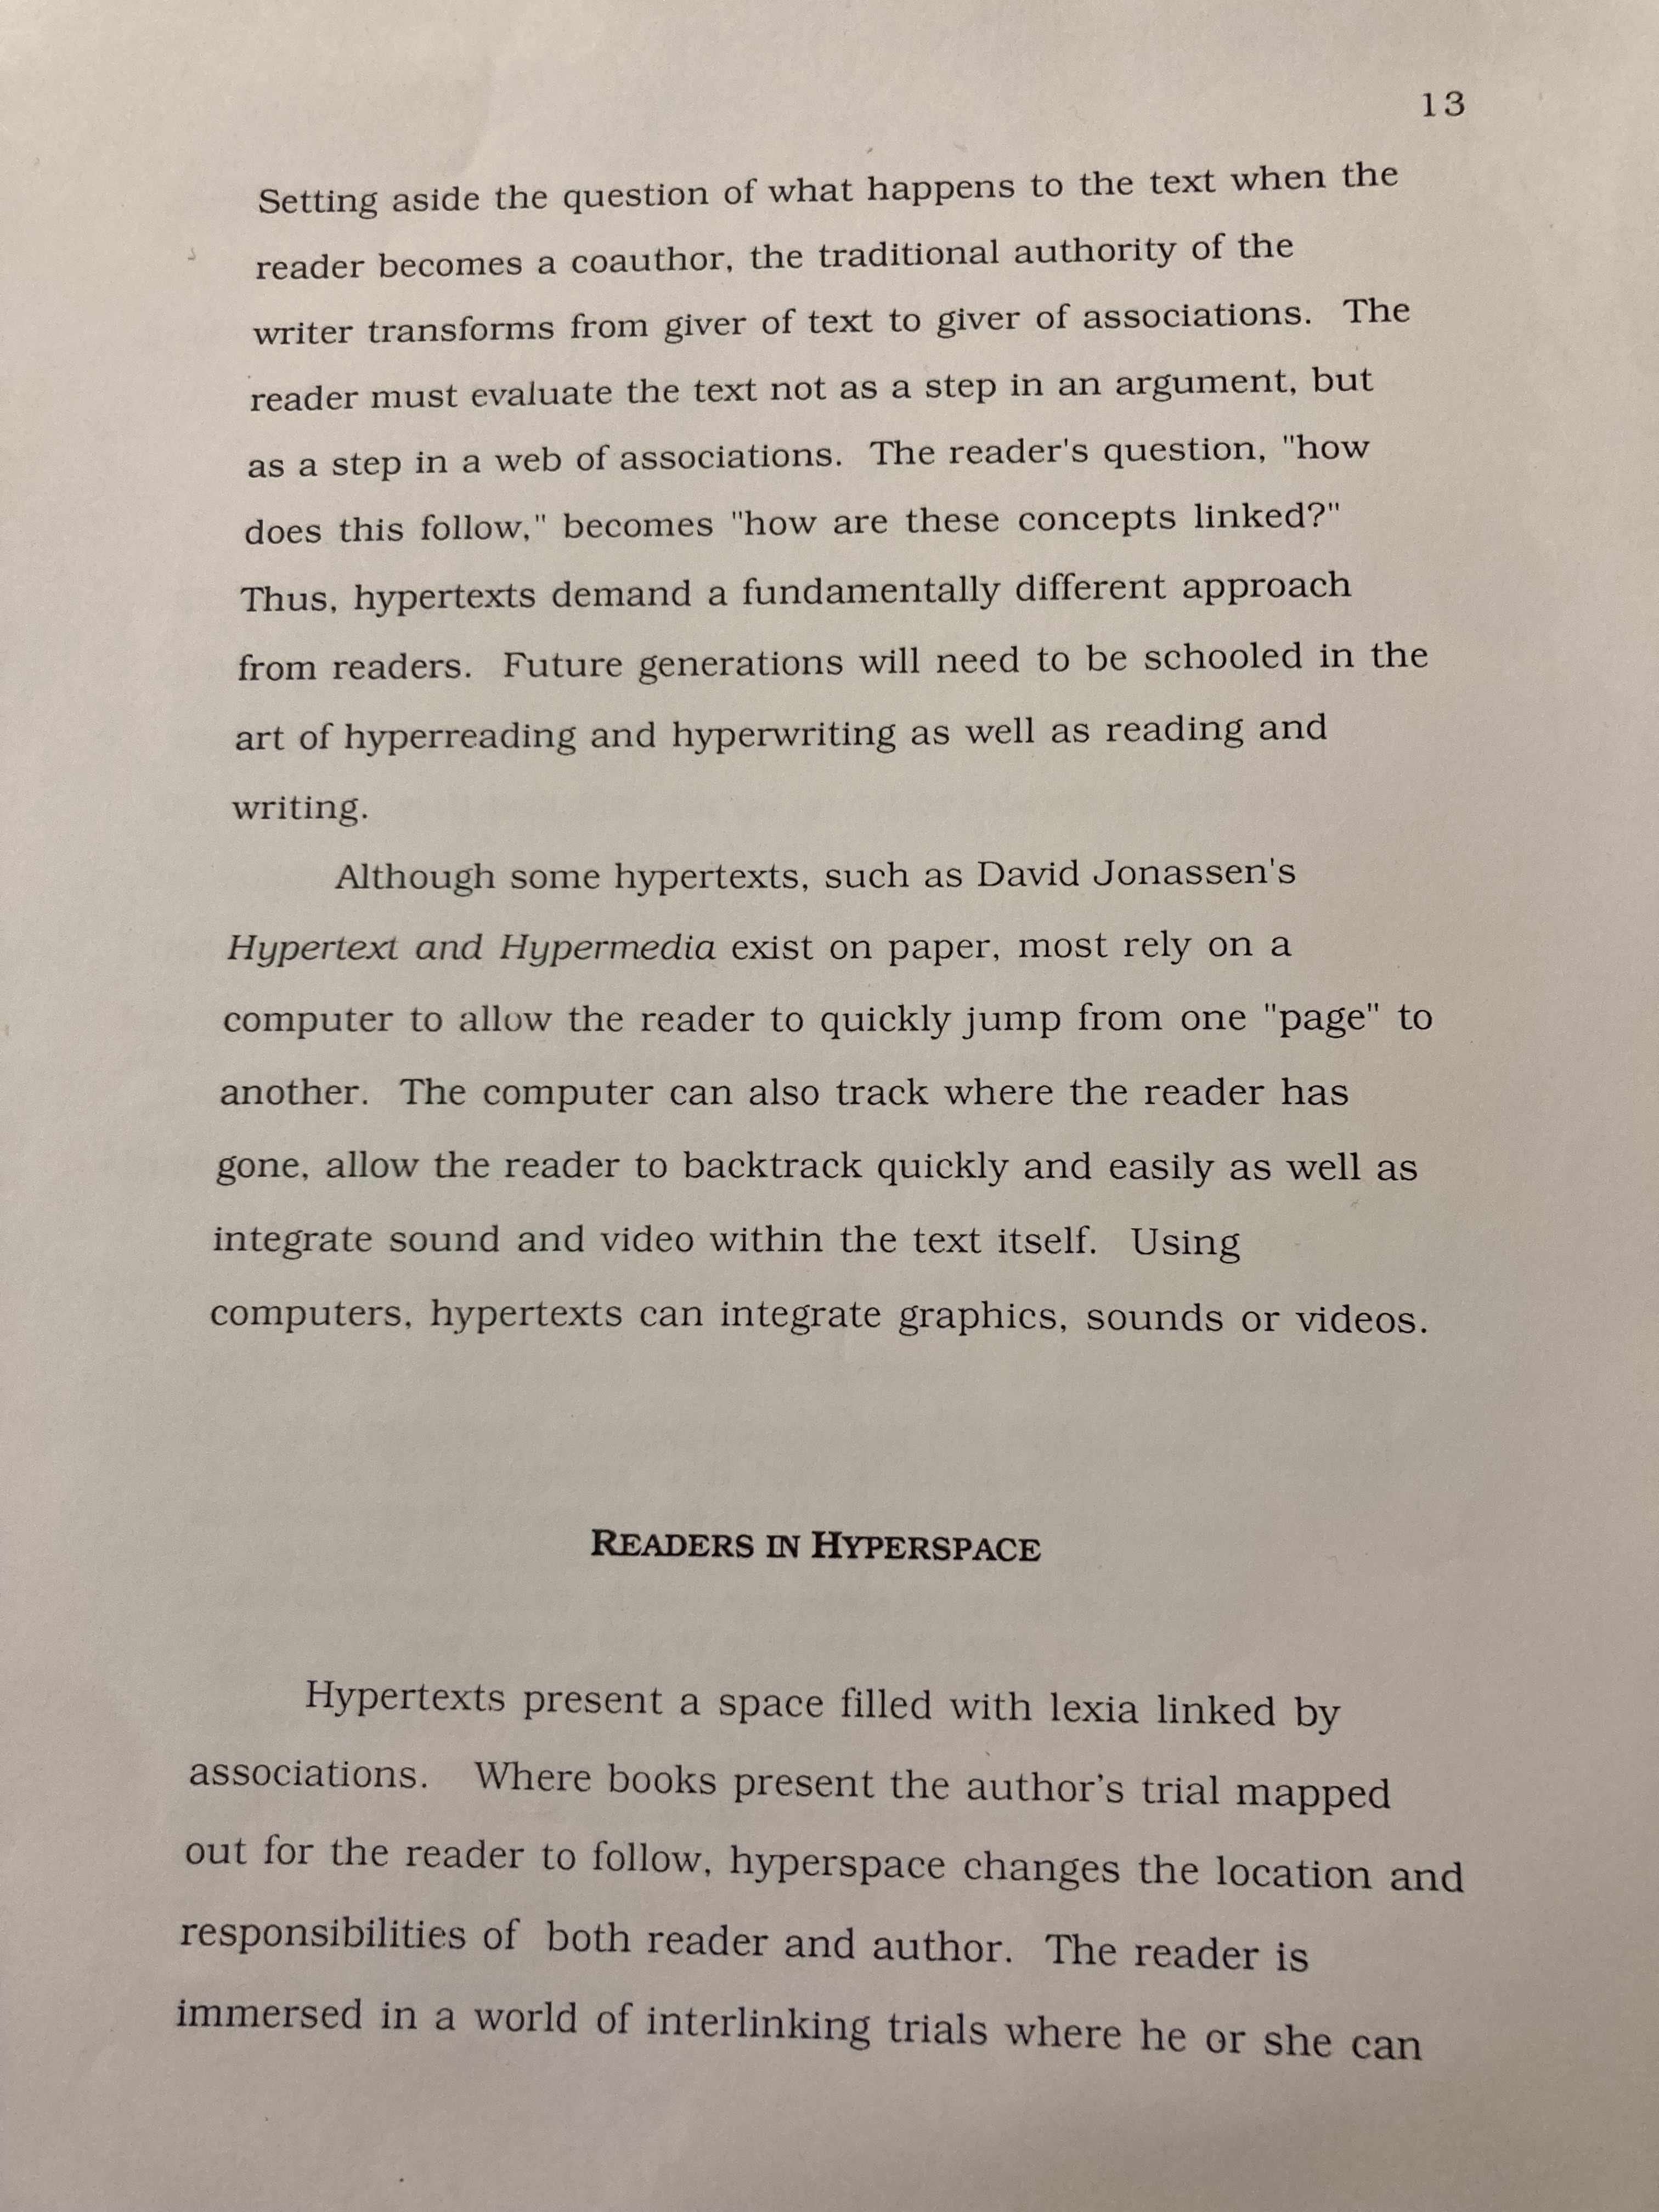 13
Setting aside the question of what happens to the text when the
reader becomes a coauthor, the traditional authority of the
writer transforms from giver of text to giver of associations.  The
reader must evaluate the text not as a step in an argument, but
as a step in a web of associations.  The reader's question, "how
does this follow," becomes "how are these concepts linked?"
Thus, hypertexts demand a fundamentally different approach
from readers.  Future generations will need to be schooled in the
art of hyperreading and hyperwriting as well as reading and
writing.
Although some hypertexts, such as David Jonassen's
Hypertext and Hypermedia exist on paper, most rely on a
computer to allow the reader to quickly jump from one "page" to
another.  The computer can also track where the reader has
gone, allow the reader to backtrack quickly and easily as well as
integrate sound and video within the text itself.  Using
computers, hypertexts can integrate graphics, sounds or videos.
READERS IN HYPERSPACE
Hypertexts present a space filled with lexia linked by
associations.  Where books present the author’s trial mapped
out for the reader to follow, hyperspace changes the location and
responsibilities of  both reader and author.  The reader is
immersed in a world of interlinking trials where he or she can